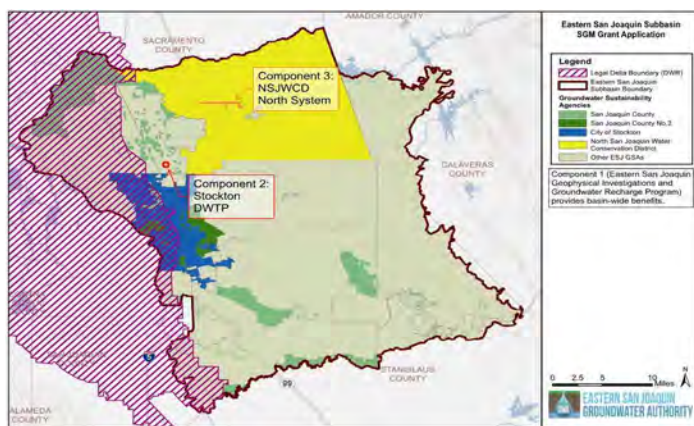 AMADOR COUNTY
SACRAMENTO
COUNTY
Component 3:
NSJWCD
North System
CALAVERAS
COUNTY
Component 2:
Stockton
DWTP
5
99
STANISLAUS
COUNTY
ALAMEDA
COUNTY
Eastern San Joaquin Subbasin
SGM Grant Application
Legend
Legal Delta Boundary (DWR)
Eastern San Joaquin
Subbasin Boundary
Groundwater Sustainability
Agencies
San Joaquin County
San Joaquin County No.2
City of Stockton
North San Joaquin Water
Conservation District
Other ESJ GSAs
Component 1 (Eastern San Joaquin
Geophysical Investigations and
Groundwater Recharge Program)
provides basin-wide benefits.
0 2.5 5 10
Miles
N
EASTERN SAN JOAQUIN
GROUNDWATER AUTHORITY